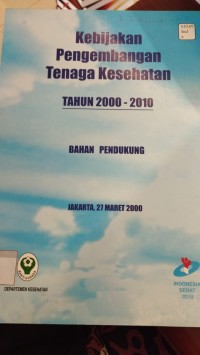 Kebijakan
Pengembangan
Tenaga Kesehatan
TAHUN 2000 - 2010
BAHAN PENDUKUNG
JAKARTA, 27 MARET 2000
DEPARTEMEN KESEHATAN
INDONESIA
SEHAT
2010